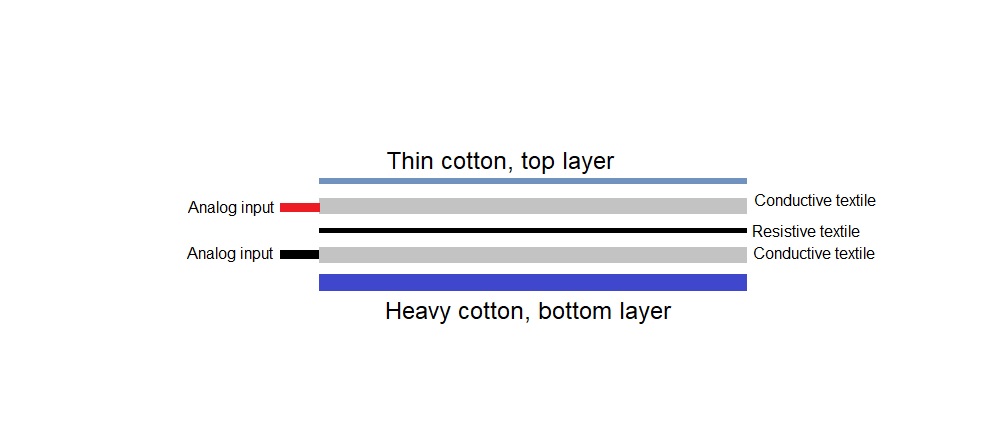 Thin cotton, top layer
Conductive textile
Analog input
Resistive textile
Analog input
Conductive textile
Heavy cotton, bottom layer